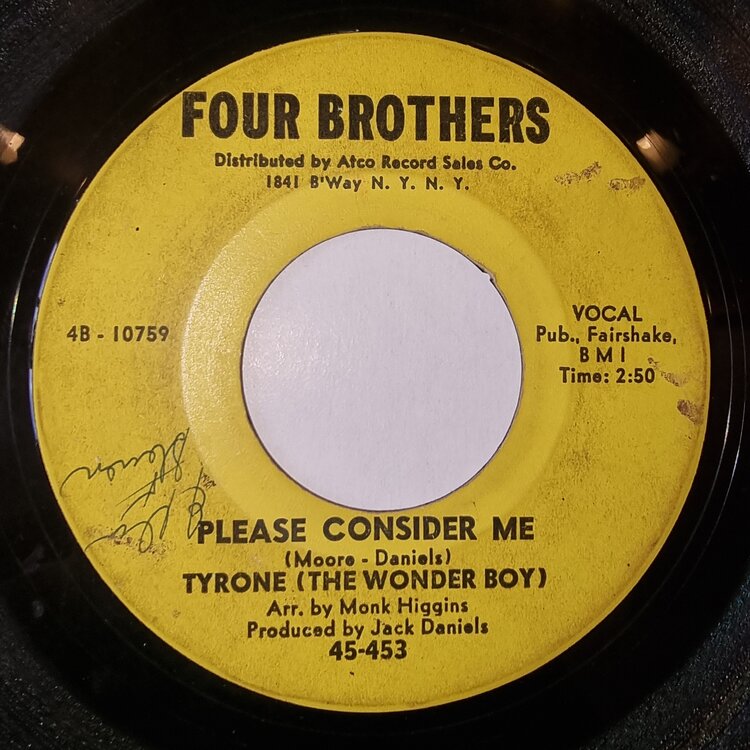 FOUR BROTHERS
Distributed by Atco Record Sales Co.
1841 B'Way N. Y. N. Y.
4B - 10759
VOCAL
Pub., Fairshake,
B M I
Time: 2:50
PLEASE CONSIDER ME
(Moore - Daniels)
TYRONE (THE WONDER BOY)
Arr. by Monk Higgins
Produced by Jack Daniels
45-453